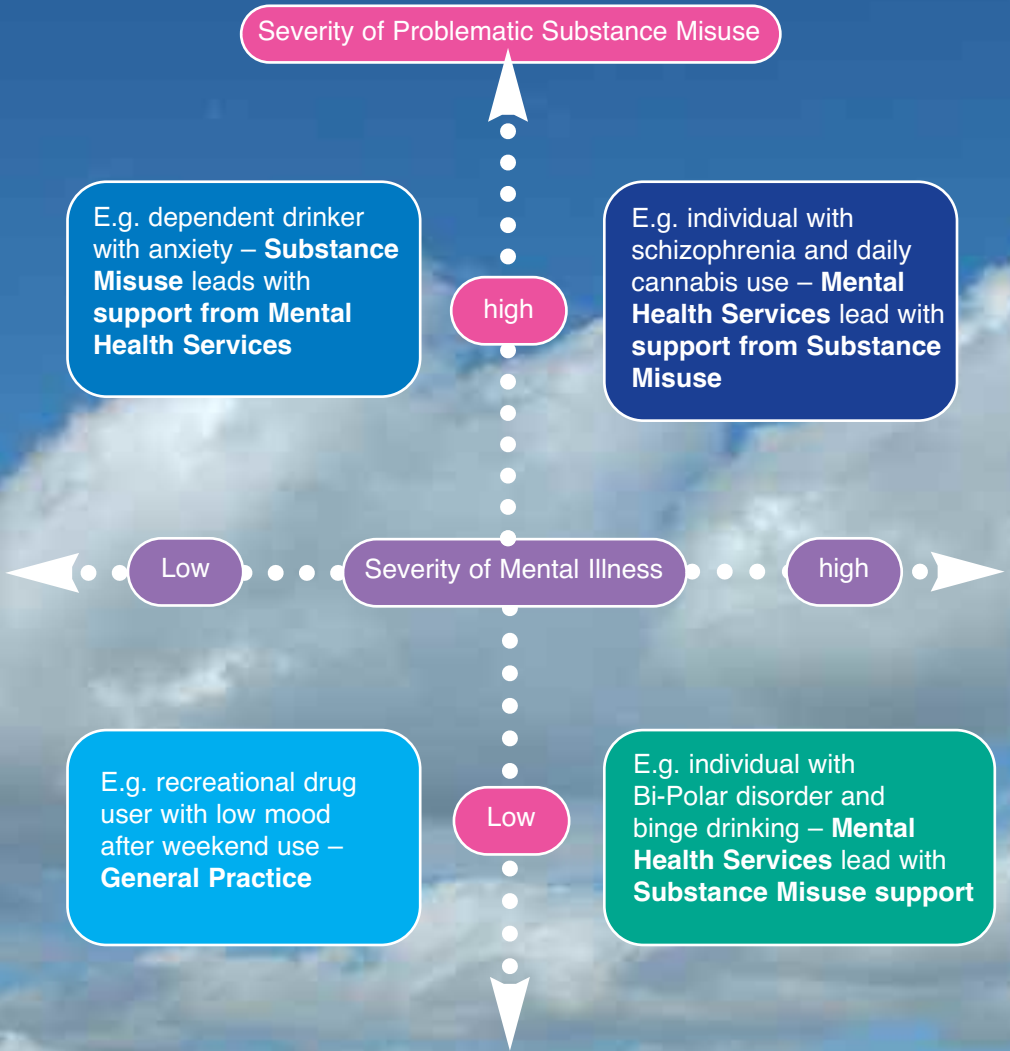 Severity of Problematic Substance Misuse
E.g. dependent drinker
with anxiety – Substance
Misuse leads with
support from Mental
Health Services
high
E.g. individual with
schizophrenia and daily
cannabis use – Mental
Health Services lead with
support from Substance
Misuse
Low
Severity of Mental Illness
high
E.g. recreational drug
user with low mood
after weekend use –
General Practice
Low
E.g. individual with
Bi-Polar disorder and
binge drinking – Mental
Health Services lead with
Substance Misuse support